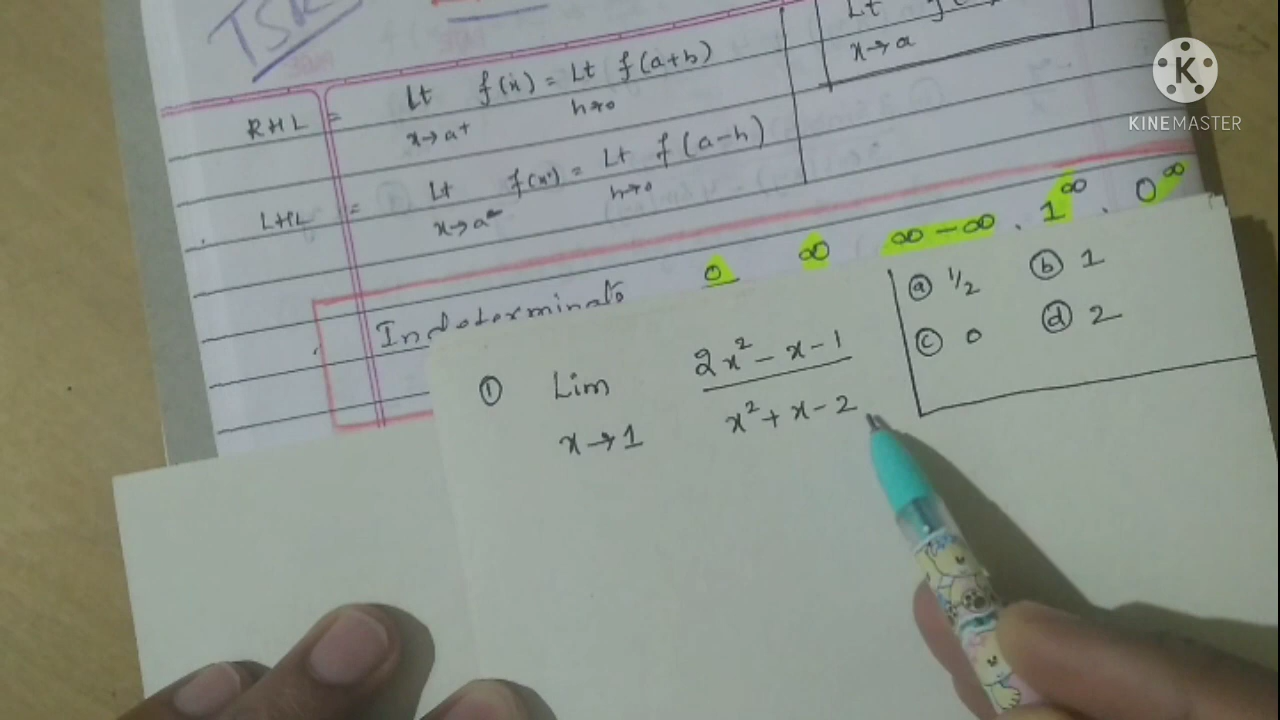 TSR
Lt f(x) = Lt f(a+h)
RHL =
x→a⁺ h→0
Lt
x→a
Lt f(x) = Lt f(a-h)
LHL =
x→a⁻ h→0
K
KINEMASTER
Indeterminate 0 ∞ ∞-∞ . 1^∞ . 0^∞
① Lim 2x² - x - 1
x→1 x² + x - 2
ⓐ 1/2 ⓑ 1
ⓒ 0 ⓓ 2